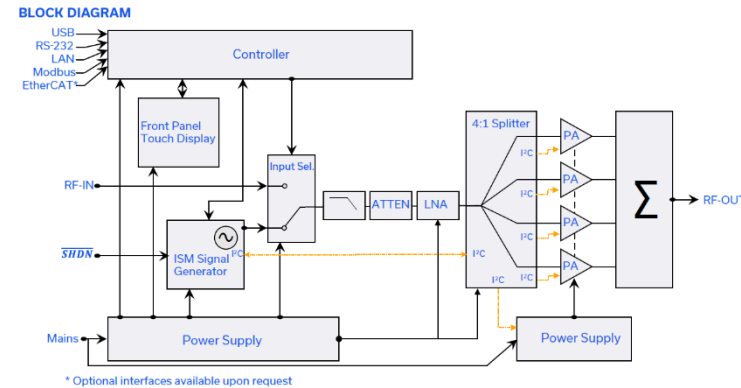 BLOCK DIAGRAM
USB
RS-232
LAN
Modbus
EtherCAT*
Controller
Front Panel
Touch Display
4:1 Splitter
PA
I²C
Input Sel.
RF-IN
PA
I²C
ATTEN
LNA
Σ
RF-OUT
PA
I²C
SHDN
ISM Signal
Generator
I²C
I²C
PA
I²C
I²C
Mains
Power Supply
Power Supply
* Optional interfaces available upon request